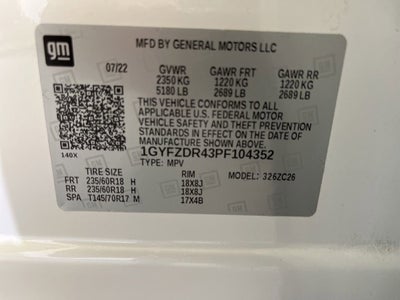 gm
MFD BY GENERAL MOTORS LLC
07/22 GVWR GAWR FRT GAWR RR
2350 KG 1220 KG 1220 KG
5180 LB 2689 LB 2689 LB
THIS VEHICLE CONFORMS TO ALL
APPLICABLE U.S. FEDERAL MOTOR
VEHICLE SAFETY AND THEFT PREVENTION
STANDARDS IN EFFECT ON THE DATE OF
MANUFACTURE SHOWN ABOVE.
1GYFZDR43PF104352
140X TYPE: MPV
TIRE SIZE RIM MODEL: 326ZC26
FRT 235/60R18 H 18X8J
RR 235/60R18 H 18X8J
SPA T145/70R17 M 17X4B